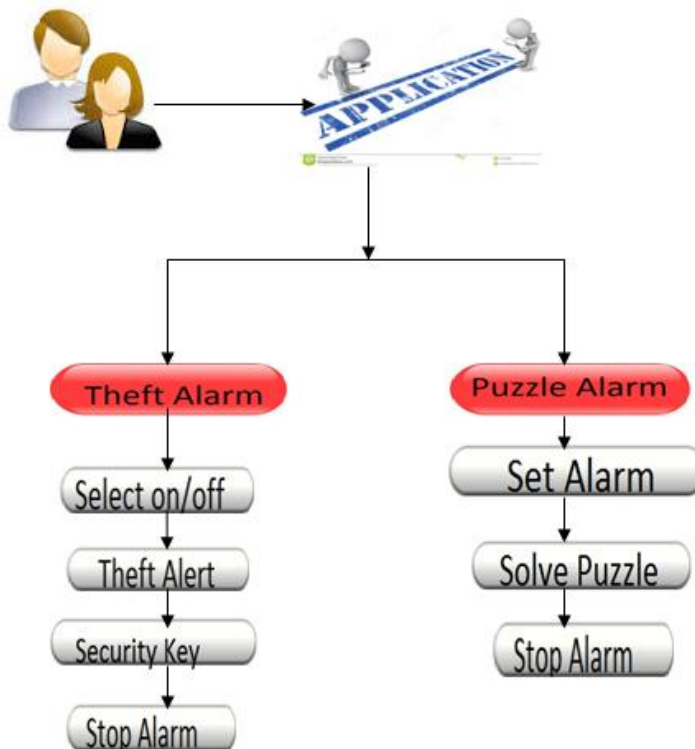 APPLICATION
Theft Alarm
Select on/off
Theft Alert
Security Key
Stop Alarm
Puzzle Alarm
Set Alarm
Solve Puzzle
Stop Alarm